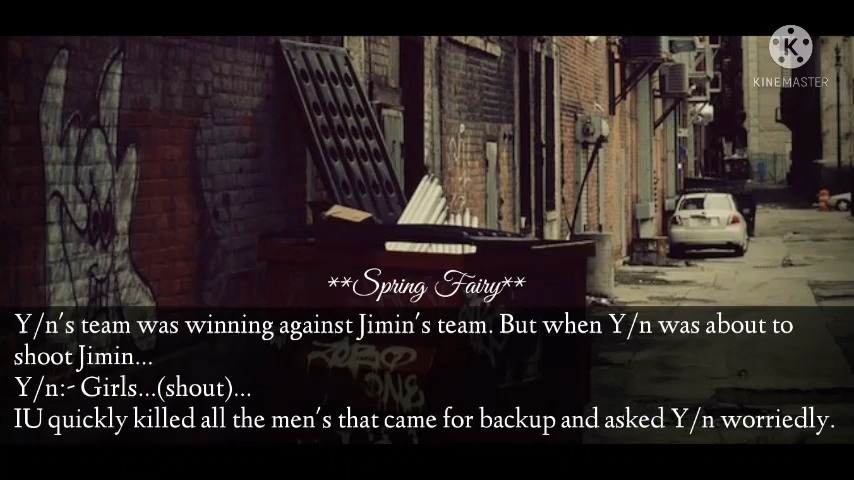 K
KINEMASTER
**Spring Fairy**
Y/n's team was winning against Jimin's team. But when Y/n was about to
shoot Jimin...
Y/n:- Girls...(shout)...
IU quickly killed all the men's that came for backup and asked Y/n worriedly.